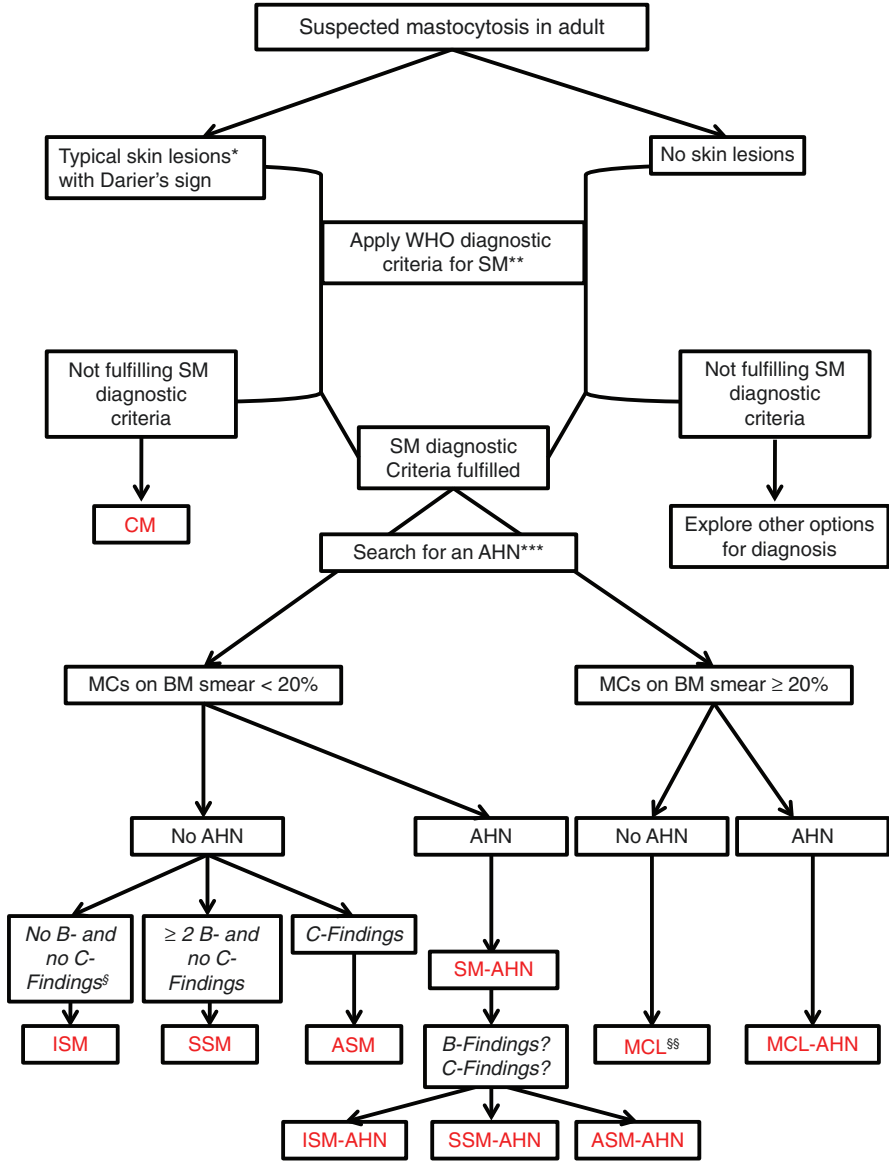 Suspected mastocytosis in adult
Typical skin lesions*
with Darier's sign
No skin lesions
Apply WHO diagnostic
criteria for SM**
Not fulfilling SM
diagnostic
criteria
Not fulfilling SM
diagnostic
criteria
SM diagnostic
Criteria fulfilled
CM
Explore other options
for diagnosis
Search for an AHN***
MCs on BM smear < 20%
MCs on BM smear ≥ 20%
No AHN
AHN
No AHN
AHN
No B- and
no C-
Findings§
≥ 2 B- and
no C-
Findings
C-Findings
SM-AHN
ISM
SSM
ASM
B-Findings?
C-Findings?
MCL§§
MCL-AHN
ISM-AHN
SSM-AHN
ASM-AHN